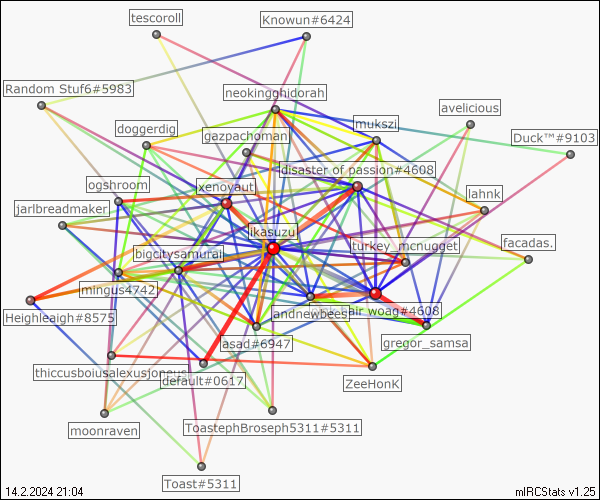 tescoroll
Knowun#6424
Random Stuf6#5983
neokingghidorah
avelicious
doggerdig
mukszi
gazpachoman
Duck™#9103
disaster of passion#4608
ogshroom
xenoyaut
lahnk
jarlbreadmaker.
ikasuzu
turkey_mcnugget
facadas.
bigcitysamurai
mingus4742
andnewbees
hair woag#4608
Heighleaigh#8575
asad#6947
gregor_samsa
thiccusboiusalexusjoneus
default#0617
ZeeHonK
moonraven
ToastephBroseph5311#5311
Toast#5311
14.2.2024 21:04
mIRCStats v1.25